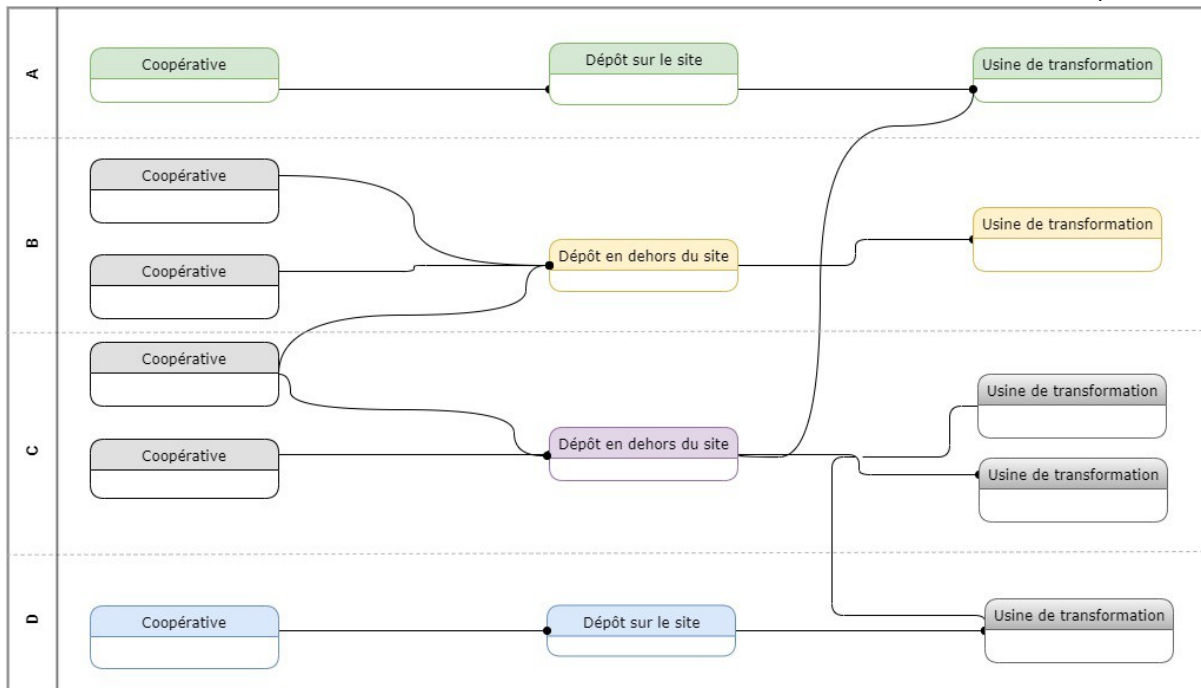 A
Coopérative
Dépôt sur le site
Usine de transformation
B
Coopérative
Coopérative
Dépôt en dehors du site
Usine de transformation
C
Coopérative
Coopérative
Dépôt en dehors du site
Usine de transformation
Usine de transformation
D
Coopérative
Dépôt sur le site
Usine de transformation